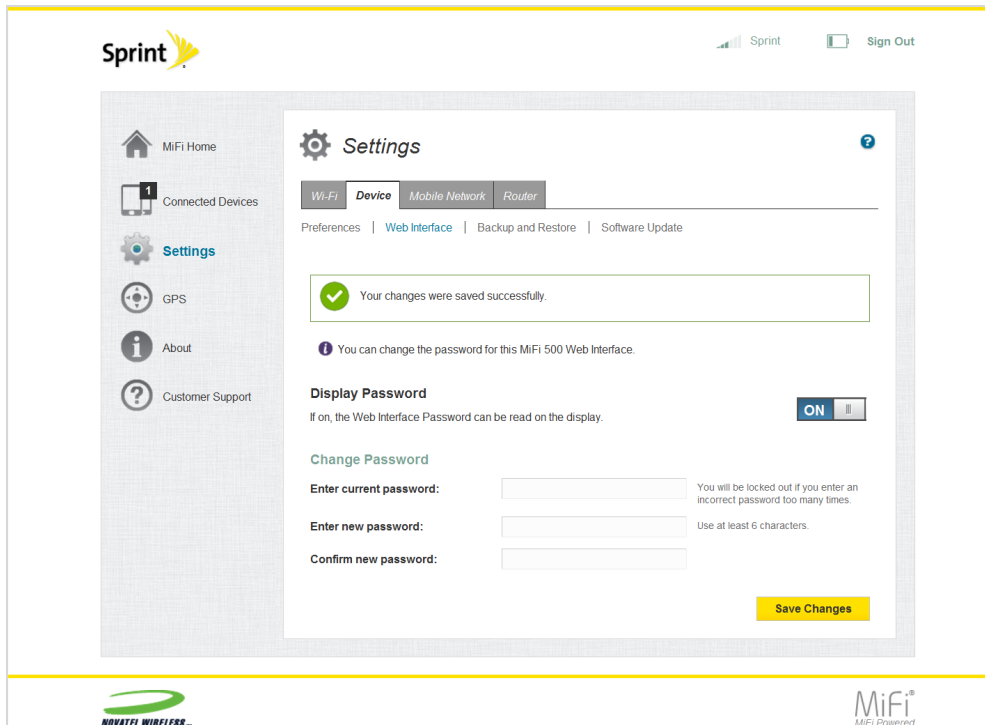 Sprint
Sprint
Sign Out
MiFi Home
1
Connected Devices
Settings
GPS
About
Customer Support
Settings
Wi-Fi
Device
Mobile Network
Router
Preferences | Web Interface | Backup and Restore | Software Update
Your changes were saved successfully.
You can change the password for this MiFi 500 Web Interface.
Display Password
If on, the Web Interface Password can be read on the display.
ON
Change Password
Enter current password:
You will be locked out if you enter an
incorrect password too many times.
Enter new password:
Use at least 6 characters.
Confirm new password:
Save Changes
NOVATEL WIRELESS
MiFi®
MiFi Powered